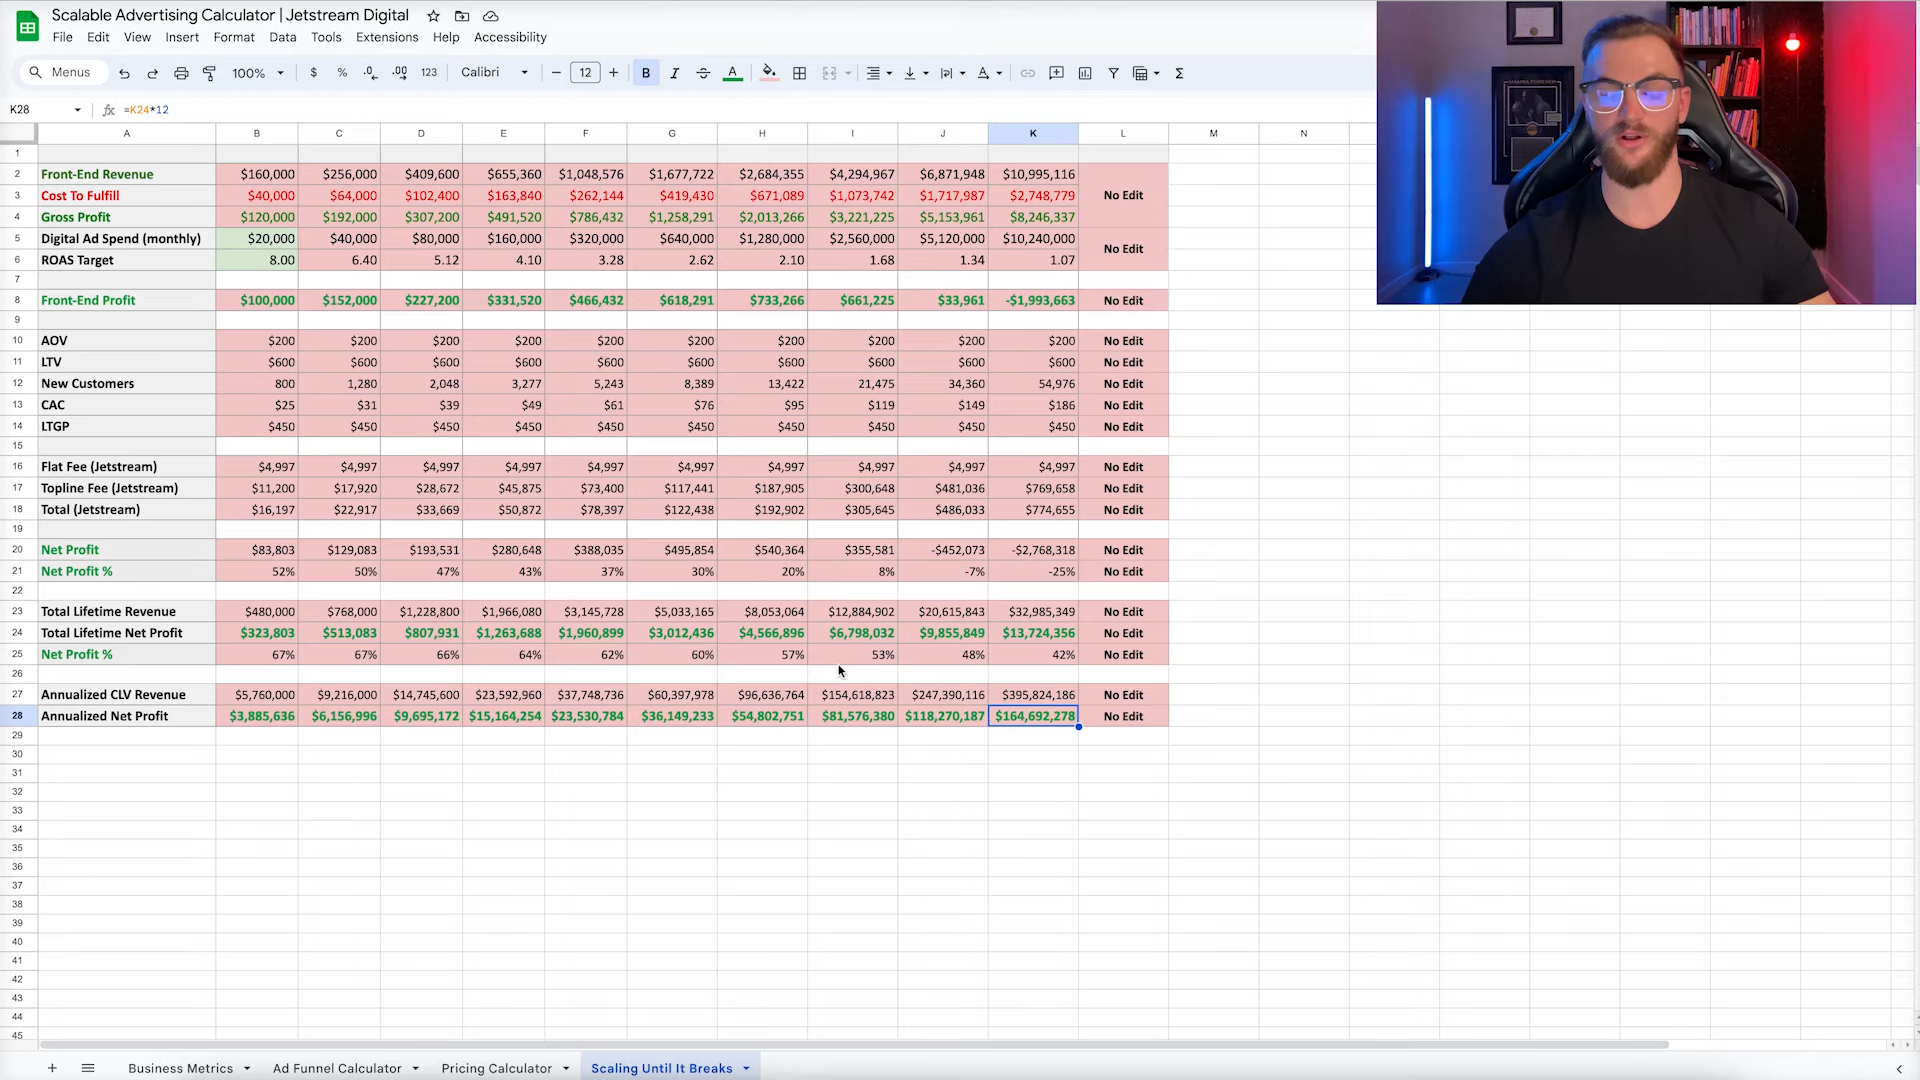 Scalable Advertising Calculator | Jetstream Digital
File Edit View Insert Format Data Tools Extensions Help Accessibility
Menus 100% $ % .0 .00 123 Calibri 12 B I S A
K28 fx =K24*12
A B C D E F G H I J K L M N
1
2 Front-End Revenue $160,000 $256,000 $409,600 $655,360 $1,048,576 $1,677,722 $2,684,355 $4,294,967 $6,871,948 $10,995,116
3 Cost To Fulfill $40,000 $64,000 $102,400 $163,840 $262,144 $419,430 $671,089 $1,073,742 $1,717,987 $2,748,779 No Edit
4 Gross Profit $120,000 $192,000 $307,200 $491,520 $786,432 $1,258,291 $2,013,266 $3,221,225 $5,153,961 $8,246,337
5 Digital Ad Spend (monthly) $20,000 $40,000 $80,000 $160,000 $320,000 $640,000 $1,280,000 $2,560,000 $5,120,000 $10,240,000 No Edit
6 ROAS Target 8.00 6.40 5.12 4.10 3.28 2.62 2.10 1.68 1.34 1.07
7
8 Front-End Profit $100,000 $152,000 $227,200 $331,520 $466,432 $618,291 $733,266 $661,225 $33,961 -$1,993,663 No Edit
9
10 AOV $200 $200 $200 $200 $200 $200 $200 $200 $200 $200 No Edit
11 LTV $600 $600 $600 $600 $600 $600 $600 $600 $600 $600 No Edit
12 New Customers 800 1,280 2,048 3,277 5,243 8,389 13,422 21,475 34,360 54,976 No Edit
13 CAC $25 $31 $39 $49 $61 $76 $95 $119 $149 $186 No Edit
14 LTGP $450 $450 $450 $450 $450 $450 $450 $450 $450 $450 No Edit
15
16 Flat Fee (Jetstream) $4,997 $4,997 $4,997 $4,997 $4,997 $4,997 $4,997 $4,997 $4,997 $4,997 No Edit
17 Topline Fee (Jetstream) $11,200 $17,920 $28,672 $45,875 $73,400 $117,441 $187,905 $300,648 $481,036 $769,658 No Edit
18 Total (Jetstream) $16,197 $22,917 $33,669 $50,872 $78,397 $122,438 $192,902 $305,645 $486,033 $774,655 No Edit
19
20 Net Profit $83,803 $129,083 $193,531 $280,648 $388,035 $495,854 $540,364 $355,581 -$452,073 -$2,768,318 No Edit
21 Net Profit % 52% 50% 47% 43% 37% 30% 20% 8% -7% -25% No Edit
22
23 Total Lifetime Revenue $480,000 $768,000 $1,228,800 $1,966,080 $3,145,728 $5,033,165 $8,053,064 $12,884,902 $20,615,843 $32,985,349 No Edit
24 Total Lifetime Net Profit $323,803 $513,083 $807,931 $1,263,688 $1,960,899 $3,012,436 $4,566,896 $6,798,032 $9,855,849 $13,724,356 No Edit
25 Net Profit % 67% 67% 66% 64% 62% 60% 57% 53% 48% 42% No Edit
26
27 Annualized CLV Revenue $5,760,000 $9,216,000 $14,745,600 $23,592,960 $37,748,736 $60,397,978 $96,636,764 $154,618,823 $247,390,116 $395,824,186 No Edit
28 Annualized Net Profit $3,885,636 $6,156,996 $9,695,172 $15,164,254 $23,530,784 $36,149,233 $54,802,751 $81,576,380 $118,270,187 $164,692,278 No Edit
29
30
31
32
33
34
35
36
37
38
39
40
41
42
43
44
45
Business Metrics Ad Funnel Calculator Pricing Calculator Scaling Until It Breaks